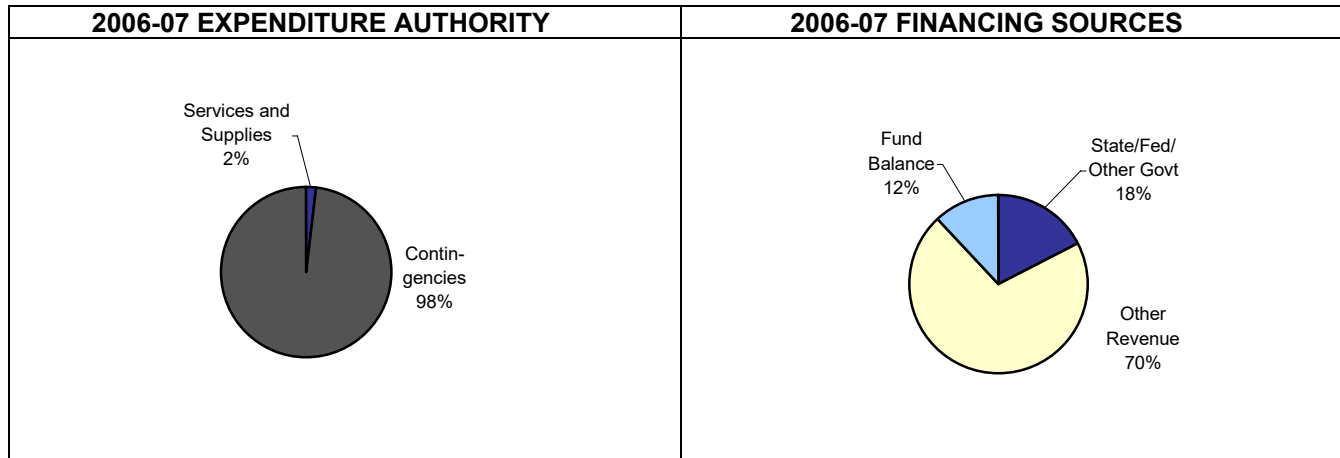 2006-07 EXPENDITURE AUTHORITY
Services and
Supplies
2%
Contin-
gencies
98%
2006-07 FINANCING SOURCES
Fund
Balance
12%
State/Fed/
Other Govt
18%
Other
Revenue
70%